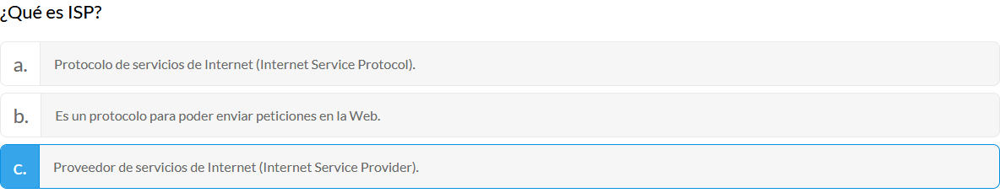 ¿Qué es ISP?
a. Protocolo de servicios de Internet (Internet Service Protocol).
b. Es un protocolo para poder enviar peticiones en la Web.
c. Proveedor de servicios de Internet (Internet Service Provider).